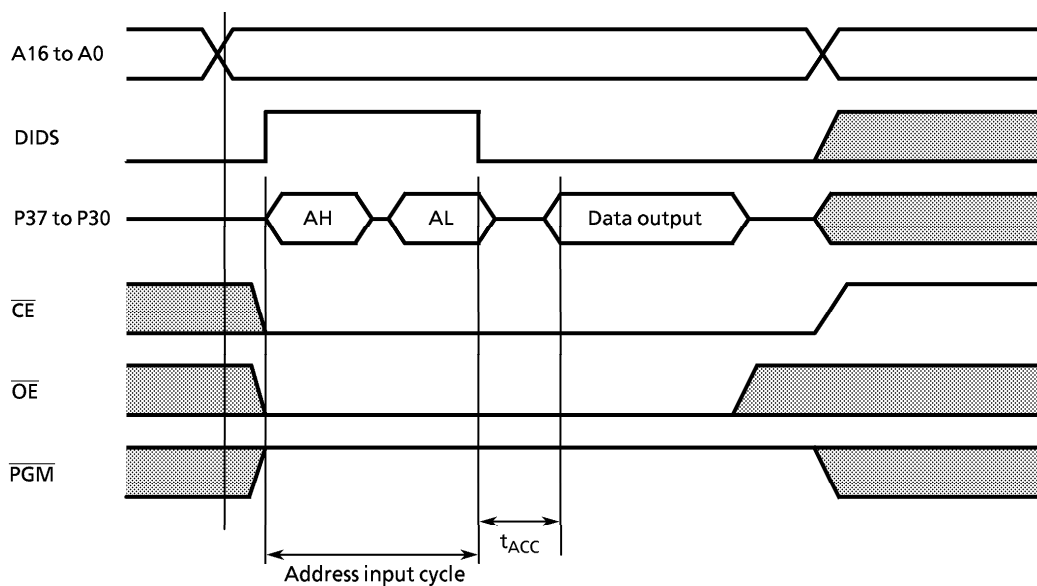 A16 to A0
DIDS
P37 to P30
AH
AL
Data output
CE
OE
PGM
tACC
Address input cycle